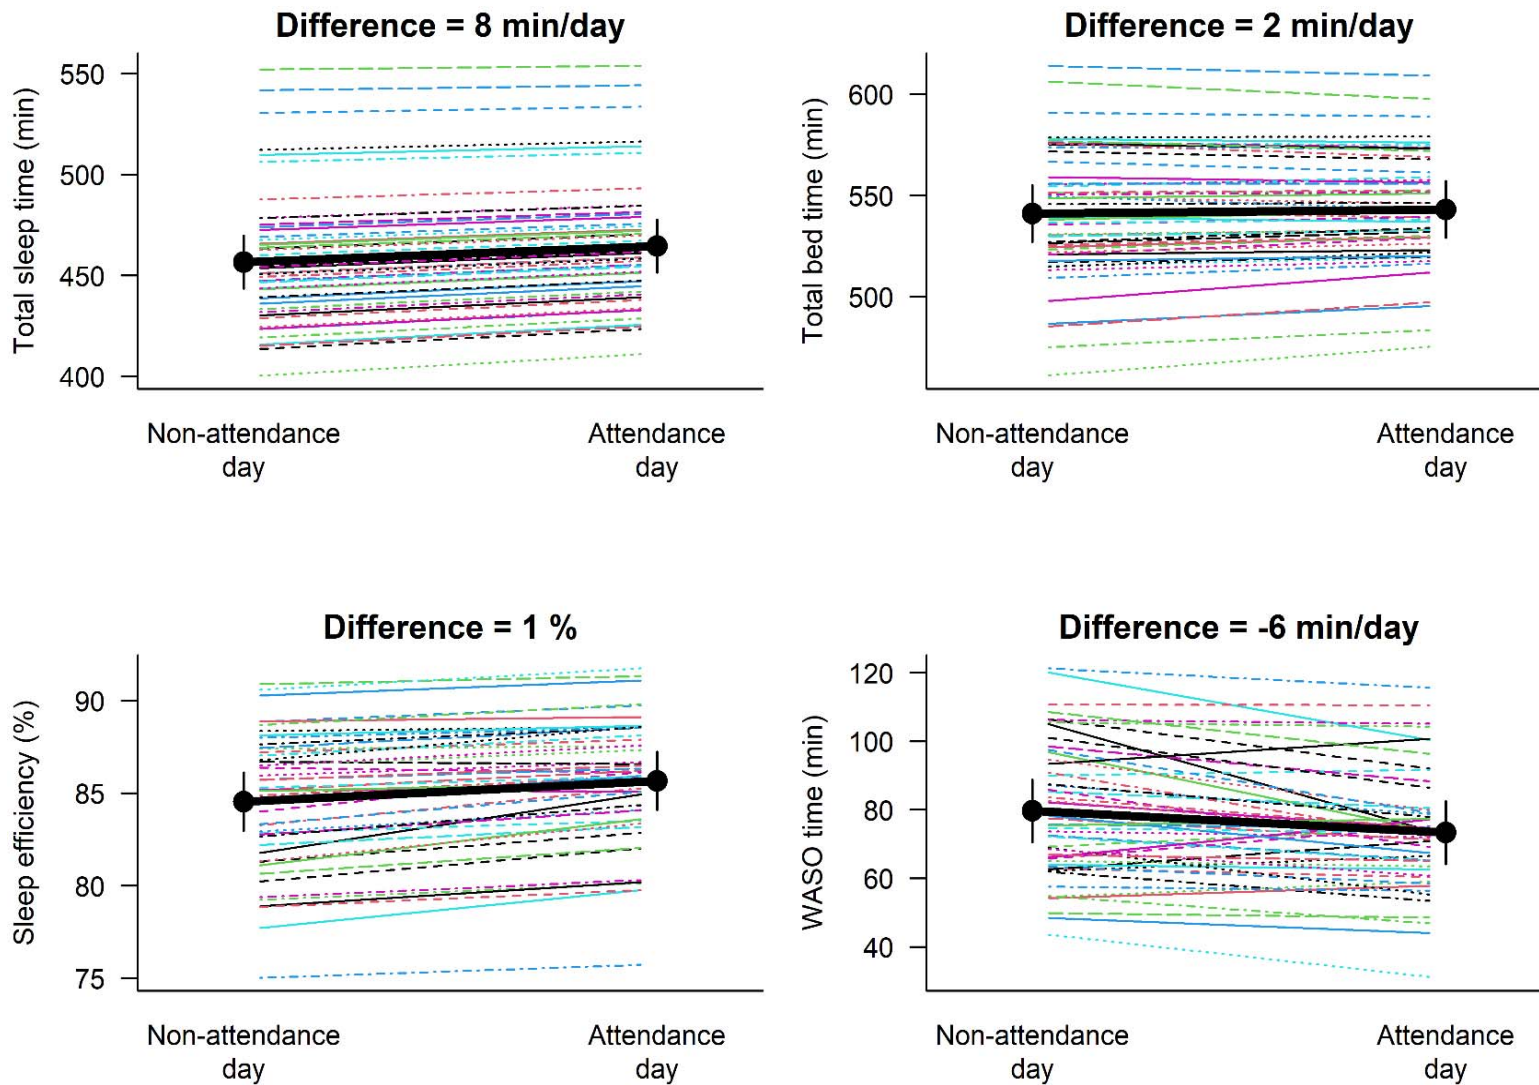 Difference = 8 min/day
Total sleep time (min)
550
500
450
400
Non-attendance
day
Attendance
day
Difference = 2 min/day
Total bed time (min)
600
550
500
Non-attendance
day
Attendance
day
Difference = 1 %
Sleep efficiency (%)
90
85
80
75
Non-attendance
day
Attendance
day
Difference = -6 min/day
WASO time (min)
120
100
80
60
40
Non-attendance
day
Attendance
day